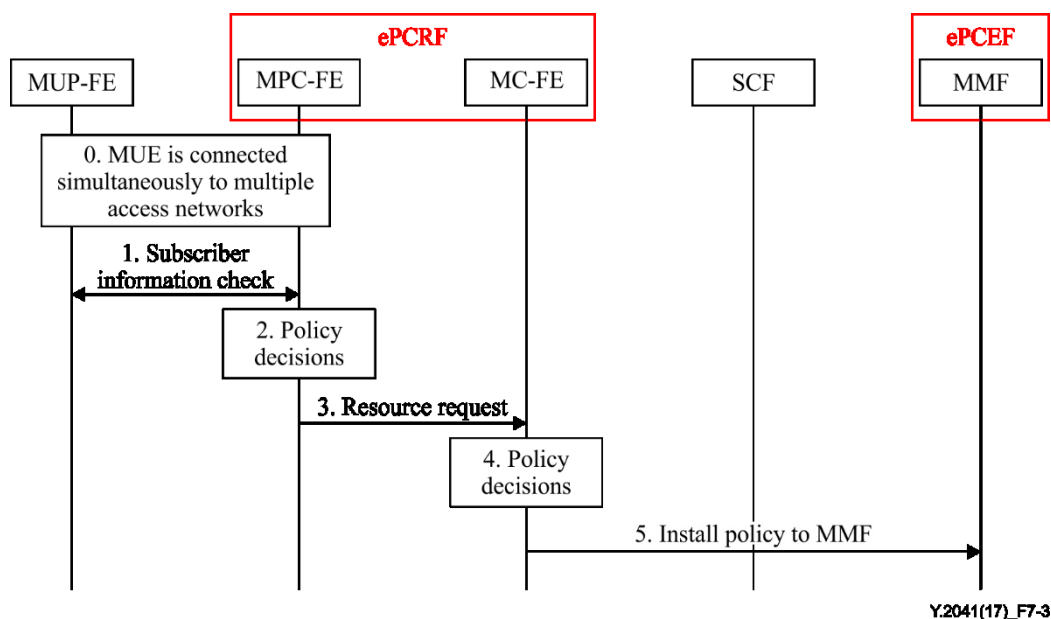 ePCRF
ePCEF
MUP-FE
MPC-FE
MC-FE
SCF
MMF
0. MUE is connected
simultaneously to multiple
access networks
1. Subscriber
information check
2. Policy
decisions
3. Resource request
4. Policy
decisions
5. Install policy to MMF
Y.2041(17)_F7-3